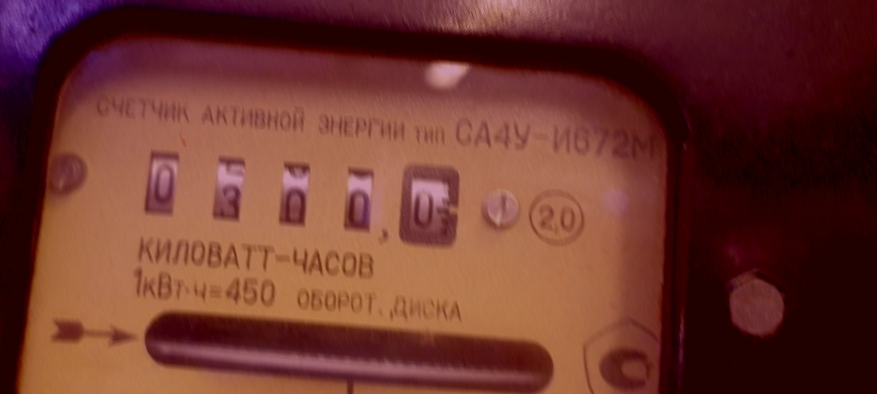 СЧЕТЧИК АКТИВНОЙ ЭНЕРГИИ тип СА4У-И672М
0 3 0 0, 0 2,0
КИЛОВАТТ-ЧАСОВ
1кВт·ч=450 ОБОРОТ. ДИСКА